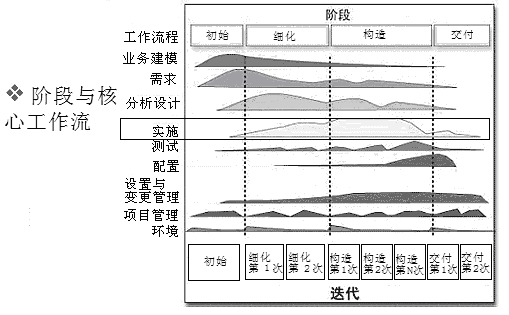 阶段
工作流程
初始 细化 构造 交付
业务建模
需求
分析设计
❖ 阶段与核
心工作流
实施
测试
配置
设置与
变更管理
项目管理
环境
初始
细化
第1次
细化
第2次
构造
第1次
构造
第2次
构造
第N次
交付
第1次
交付
第2次
迭代